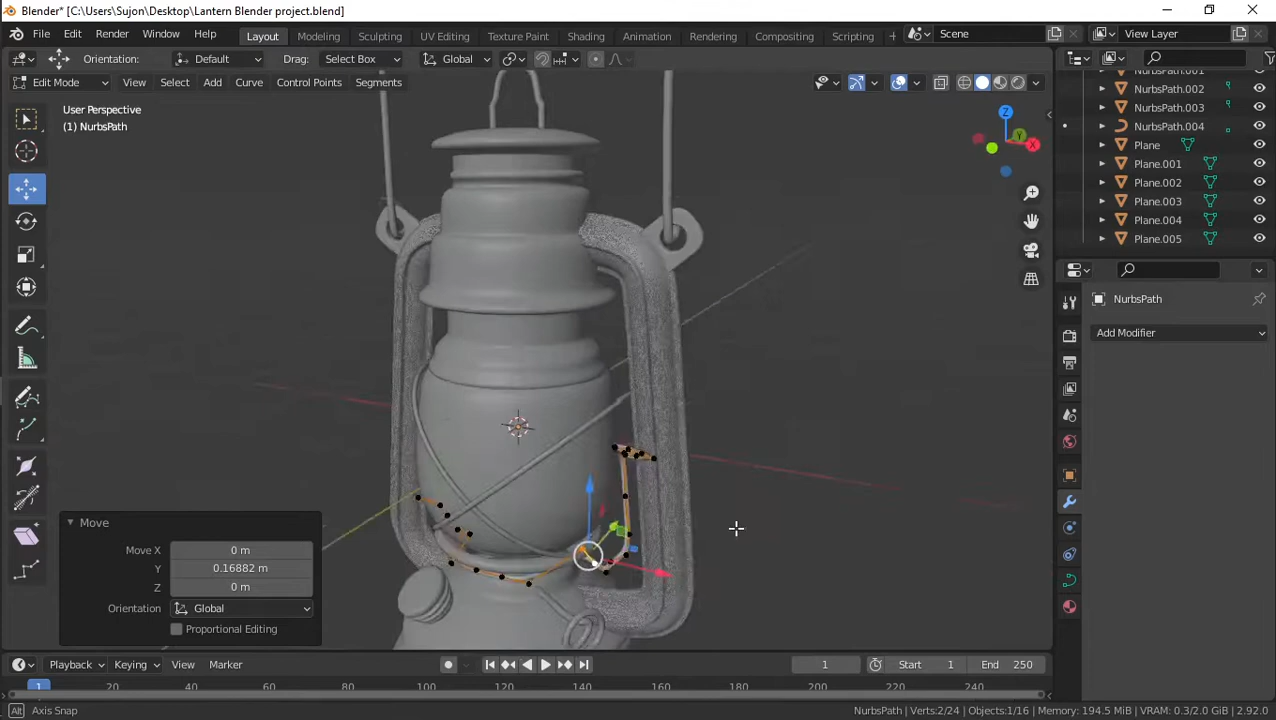 Blender* [C:\Users\Sujon\Desktop\Lantern Blender project.blend]
File Edit Render Window Help Layout Modeling Sculpting UV Editing Texture Paint Shading Animation Rendering Compositing Scripting + Scene View Layer
Orientation: Default Drag: Select Box Global
Edit Mode View Select Add Curve Control Points Segments
User Perspective
(1) NurbsPath
Z
Y
X
NurbsPath.001
NurbsPath.002
NurbsPath.003
NurbsPath.004
Plane
Plane.001
Plane.002
Plane.003
Plane.004
Plane.005
NurbsPath
Add Modifier
Move
Move X 0 m
Y 0.16882 m
Z 0 m
Orientation Global
Proportional Editing
Playback Keying View Marker 1 Start 1 End 250
1 20 40 60 80 100 120 140 160 180 200 220 240
Alt Axis Snap NurbsPath | Verts:2/24 | Objects:1/16 | Memory: 194.5 MiB | VRAM: 0.3/2.0 GiB | 2.92.0